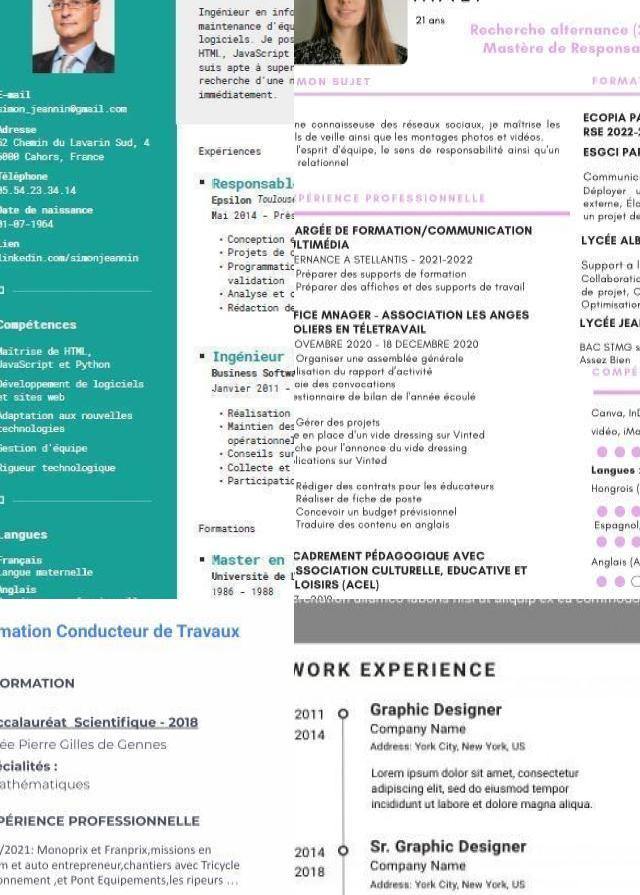 E-mail
simon_jeannin@gmail.com
Adresse
52 Chemin du Lavarin Sud, 4
6000 Cahors, France
Téléphone
05.54.23.34.14
Date de naissance
01-07-1964
Lien
linkedin.com/simonjeannin
Compétences
Maîtrise de HTML,
JavaScript et Python
Développement de logiciels
et sites web
Adaptation aux nouvelles
technologies
Gestion d'équipe
Rigueur technologique
Langues
Français
Langue maternelle
Anglais
Ingénieur en info
maintenance d'équ
logiciels. Je pos
HTML, JavaScript
suis apte à super
recherche d'une n
immédiatement.
Expériences
Responsabl
Epsilon Toulouse
Mai 2014 - Prés
• Conception e
• Projets de c
• Programmatic
validation
• Analyse et c
• Rédaction de
Ingénieur
Business Softwa
Janvier 2011 -
• Réalisation
• Maintien des
opérationnel
• Conseils sur
• Collecte et
• Participatic
Formations
Master en
Université de L
1986 - 1988
21 ans
Recherche alternance (2
Mastère de Responsa
MON SUJET
ne connaissance des réseaux sociaux, je maîtrise les
ls de veille ainsi que les montages photos et vidéos.
l'esprit d'équipe, le sens de responsabilité ainsi qu'un
relationnel
PÉRIENCE PROFESSIONNELLE
ARGÉE DE FORMATION/COMMUNICATION
LTIMÉDIA
ERNANCE A STELLANTIS - 2021-2022
Préparer des supports de formation
Préparer des affiches et des supports de travail
FICE MNAGER - ASSOCIATION LES ANGES
OLIERS EN TÉLETRAVAIL
OVEMBRE 2020 - 18 DECEMBRE 2020
Organiser une assemblée générale
lisation du rapport d'activité
oie des convocations
estionnaire de bilan de l'année écoulé
Gérer des projets
e en place d'un vide dressing sur Vinted
che pour l'annonce du vide dressing
lications sur Vinted
Rédiger des contrats pour les éducateurs
Réaliser de fiche de poste
Concevoir un budget prévisionnel
Traduire des contenu en anglais
CADREMENT PÉDAGOGIQUE AVEC
SSOCIATION CULTURELLE, EDUCATIVE ET
LOISIRS (ACEL)
FORMAT
ECOPIA PA
RSE 2022-2
ESGCI PAR
Communic
Déployer u
externe, Éla
un projet de
LYCÉE ALB
Support a l
Collaboratio
de projet, C
Optimisation
LYCÉE JEA
BAC STMG s
Assez Bien
COMPÉ
Canva, InD
vidéo, iMo
Langues :
Hongrois (
Espagnol,
Anglais (A
mation Conducteur de Travaux
ORMATION
ccalauréat Scientifique - 2018
ée Pierre Gilles de Gennes
écialités :
athématiques
PÉRIENCE PROFESSIONNELLE
/2021: Monoprix et Franprix,missions en
m et auto entrepreneur,chantiers avec Tricycle
onnement ,et Pont Equipements,les ripeurs ...
exercitation ullamco laboris nisi ut aliquip ex ea commodo
WORK EXPERIENCE
2011
2014
Graphic Designer
Company Name
Address: York City, New York, US
Lorem ipsum dolor sit amet, consectetur
adipiscing elit, sed do eiusmod tempor
incididunt ut labore et dolore magna aliqua.
2014
2018
Sr. Graphic Designer
Company Name
Address: York City, New York, US